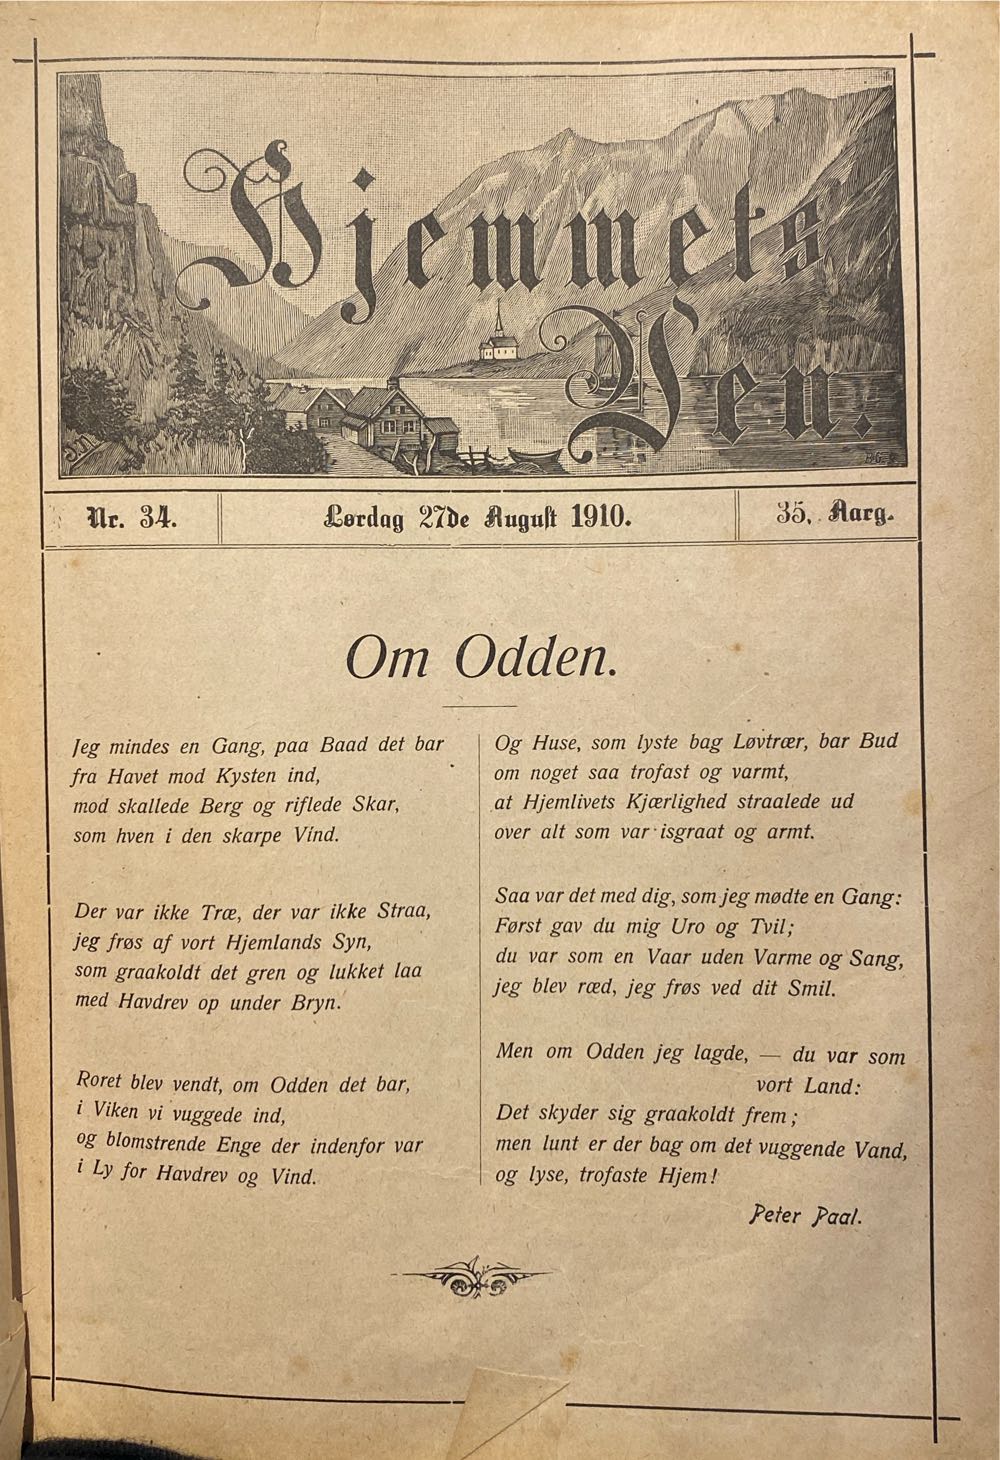 Hjemmets
Ven.
Nr. 34.
Lørdag 27de August 1910.
35. Aarg.
Om Odden.
Jeg mindes en Gang, paa Baad det bar
fra Havet mod Kysten ind,
mod skallede Berg og riflede Skar,
som hven i den skarpe Vind.
Der var ikke Træ, der var ikke Straa,
jeg frøs af vort Hjemlands Syn,
som graakoldt det gren og lukket laa
med Havdrev op under Bryn.
Roret blev vendt, om Odden det bar,
i Viken vi vuggede ind,
og blomstrende Enge der indenfor var
i Ly for Havdrev og Vind.
Og Huse, som lyste bag Løvtrær, bar Bud
om noget saa trofast og varmt,
at Hjemlivets Kjærlighed straalede ud
over alt som var isgraat og armt.
Saa var det med dig, som jeg mødte en Gang:
Først gav du mig Uro og Tvil;
du var som en Vaar uden Varme og Sang,
jeg blev ræd, jeg frøs ved dit Smil.
Men om Odden jeg lagde, — du var som
vort Land:
Det skyder sig graakoldt frem;
men lunt er der bag om det vuggende Vand,
og lyse, trofaste Hjem!
Peter Paal.